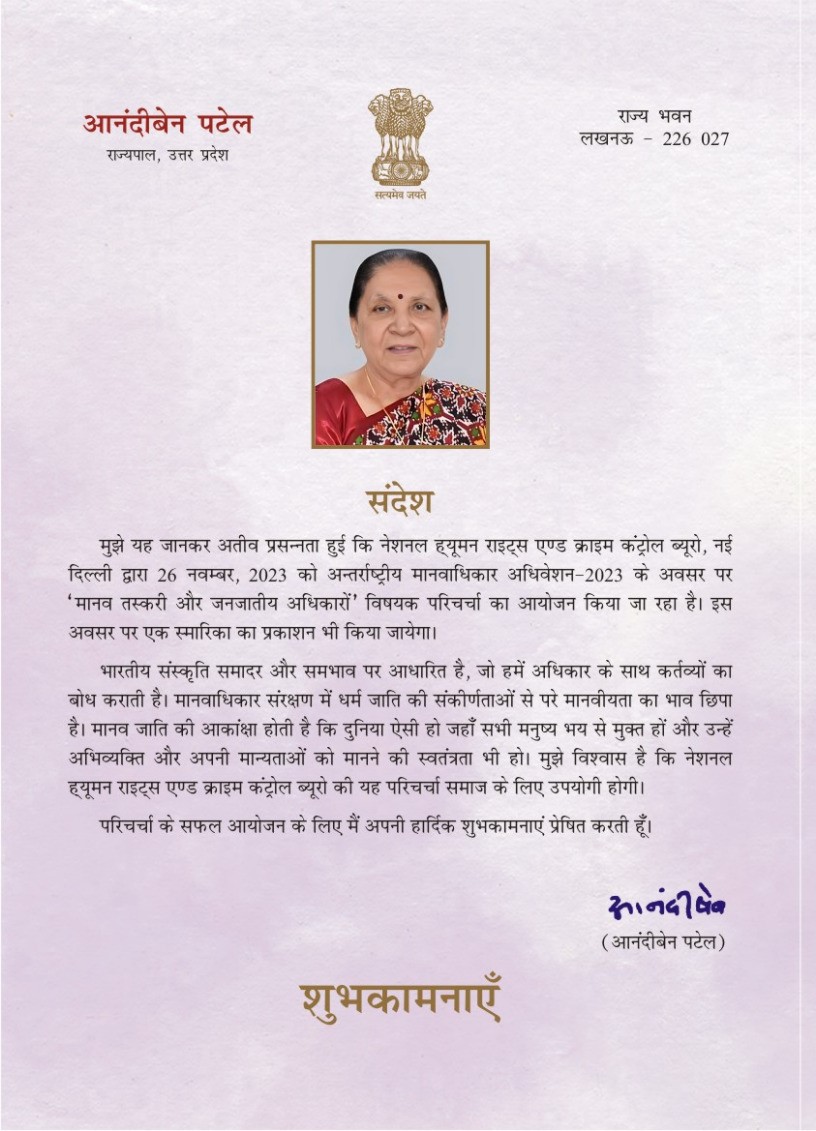 आनंदीबेन पटेल
राज्यपाल, उत्तर प्रदेश
सत्यमेव जयते
राज्य भवन
लखनऊ - 226 027
संदेश
मुझे यह जानकर अतीव प्रसन्नता हुई कि नेशनल ह्यूमन राइट्स एण्ड क्राइम कंट्रोल ब्यूरो, नई
दिल्ली द्वारा 26 नवम्बर, 2023 को अन्तर्राष्ट्रीय मानवाधिकार अधिवेशन-2023 के अवसर पर
‘मानव तस्करी और जनजातीय अधिकारों’ विषयक परिचर्चा का आयोजन किया जा रहा है। इस
अवसर पर एक स्मारिका का प्रकाशन भी किया जायेगा।
भारतीय संस्कृति समादर और समभाव पर आधारित है, जो हमें अधिकार के साथ कर्तव्यों का
बोध कराती है। मानवाधिकार संरक्षण में धर्म जाति की संकीर्णताओं से परे मानवीयता का भाव छिपा
है। मानव जाति की आकांक्षा होती है कि दुनिया ऐसी हो जहाँ सभी मनुष्य भय से मुक्त हों और उन्हें
अभिव्यक्ति और अपनी मान्यताओं को मानने की स्वतंत्रता भी हो। मुझे विश्वास है कि नेशनल
ह्यूमन राइट्स एण्ड क्राइम कंट्रोल ब्यूरो की यह परिचर्चा समाज के लिए उपयोगी होगी।
परिचर्चा के सफल आयोजन के लिए मैं अपनी हार्दिक शुभकामनाएं प्रेषित करती हूँ।
आनंदीबेन
(आनंदीबेन पटेल)
शुभकामनाएँ